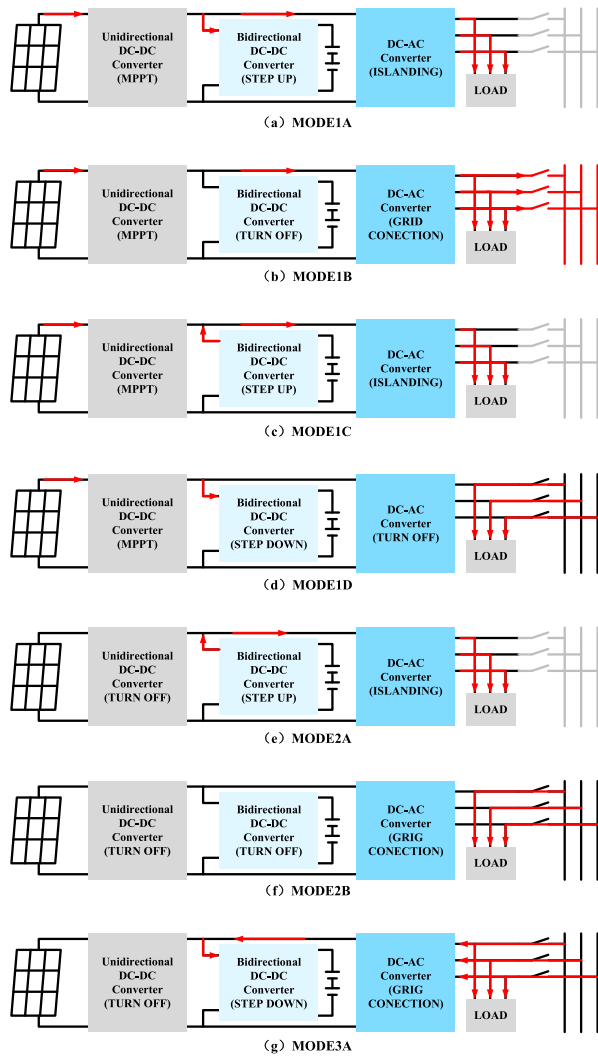 Unidirectional
DC-DC
Converter
(MPPT)
Bidirectional
DC-DC
Converter
(STEP UP)
DC-AC
Converter
(ISLANDING)
LOAD
（a）MODE1A
Unidirectional
DC-DC
Converter
(MPPT)
Bidirectional
DC-DC
Converter
(TURN OFF)
DC-AC
Converter
(GRID
CONECTION)
LOAD
（b）MODE1B
Unidirectional
DC-DC
Converter
(MPPT)
Bidirectional
DC-DC
Converter
(STEP UP)
DC-AC
Converter
(ISLANDING)
LOAD
（c）MODE1C
Unidirectional
DC-DC
Converter
(MPPT)
Bidirectional
DC-DC
Converter
(STEP DOWN)
DC-AC
Converter
(TURN OFF)
LOAD
（d）MODE1D
Unidirectional
DC-DC
Converter
(TURN OFF)
Bidirectional
DC-DC
Converter
(STEP UP)
DC-AC
Converter
(ISLANDING)
LOAD
（e）MODE2A
Unidirectional
DC-DC
Converter
(TURN OFF)
Bidirectional
DC-DC
Converter
(TURN OFF)
DC-AC
Converter
(GRIG
CONECTION)
LOAD
（f）MODE2B
Unidirectional
DC-DC
Converter
(TURN OFF)
Bidirectional
DC-DC
Converter
(STEP DOWN)
DC-AC
Converter
(GRIG
CONECTION)
LOAD
（g）MODE3A